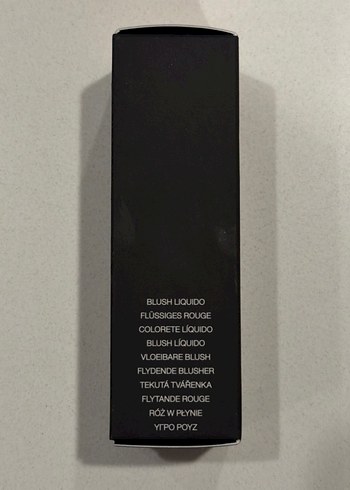 BLUSH LIQUIDO
FLÜSSIGES ROUGE
COLORETE LÍQUIDO
BLUSH LÍQUIDO
VLOEIBARE BLUSH
FLYDENDE BLUSHER
TEKUTÁ TVÁŘENKA
FLYTANDE ROUGE
RÓŻ W PŁYNIE
ΥΓΡΟ ΡΟΥΖ